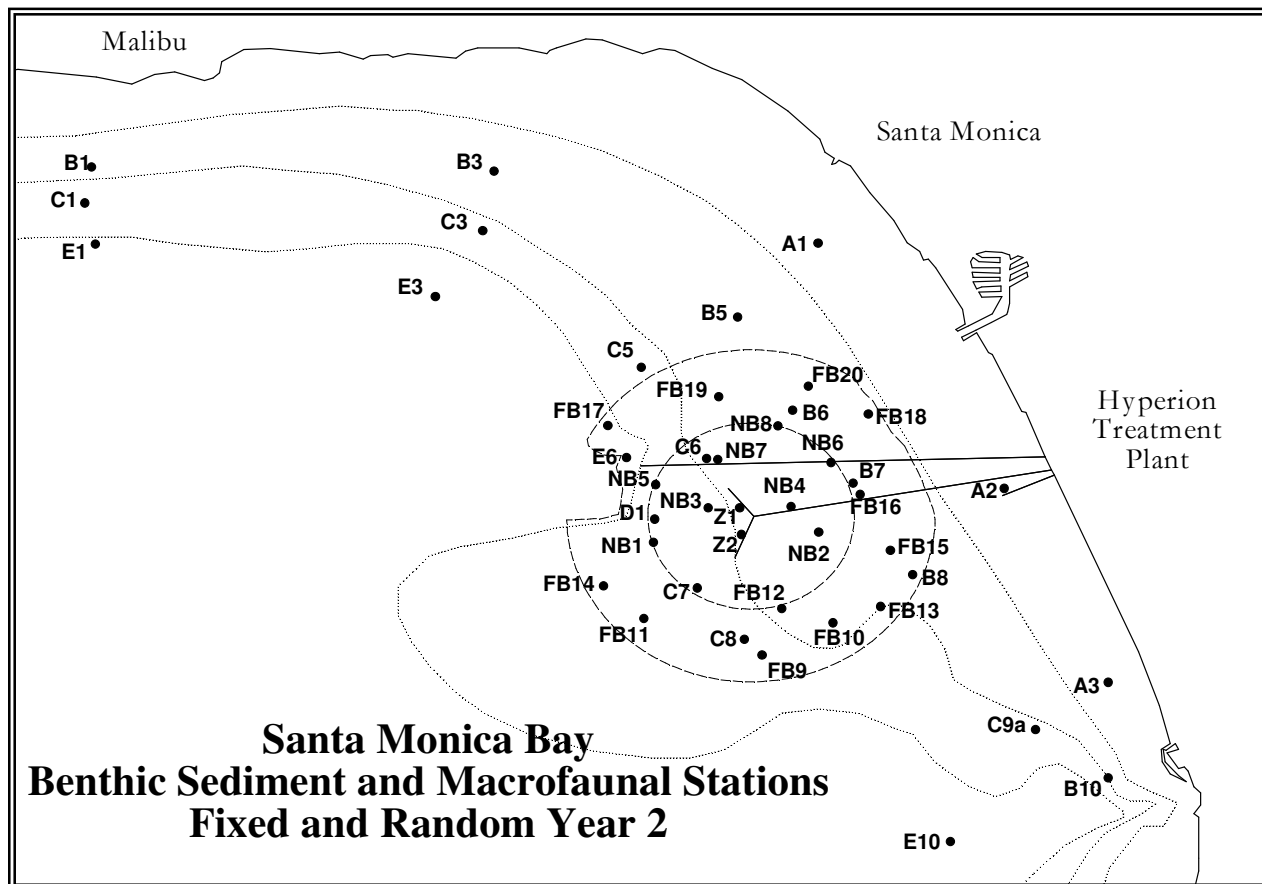 Malibu
Santa Monica
B1
B3
C1
C3
A1
E1
E3
B5
C5
FB20
FB19
Hyperion
Treatment
Plant
FB17
B6
FB18
NB8
C6
NB7
NB6
E6
B7
NB5
A2
NB3
NB4
FB16
D1
Z1
Z2
NB1
NB2
FB15
B8
FB14
C7
FB12
FB13
FB11
FB10
C8
FB9
A3
C9a
Santa Monica Bay
Benthic Sediment and Macrofaunal Stations
Fixed and Random Year 2
B10
E10